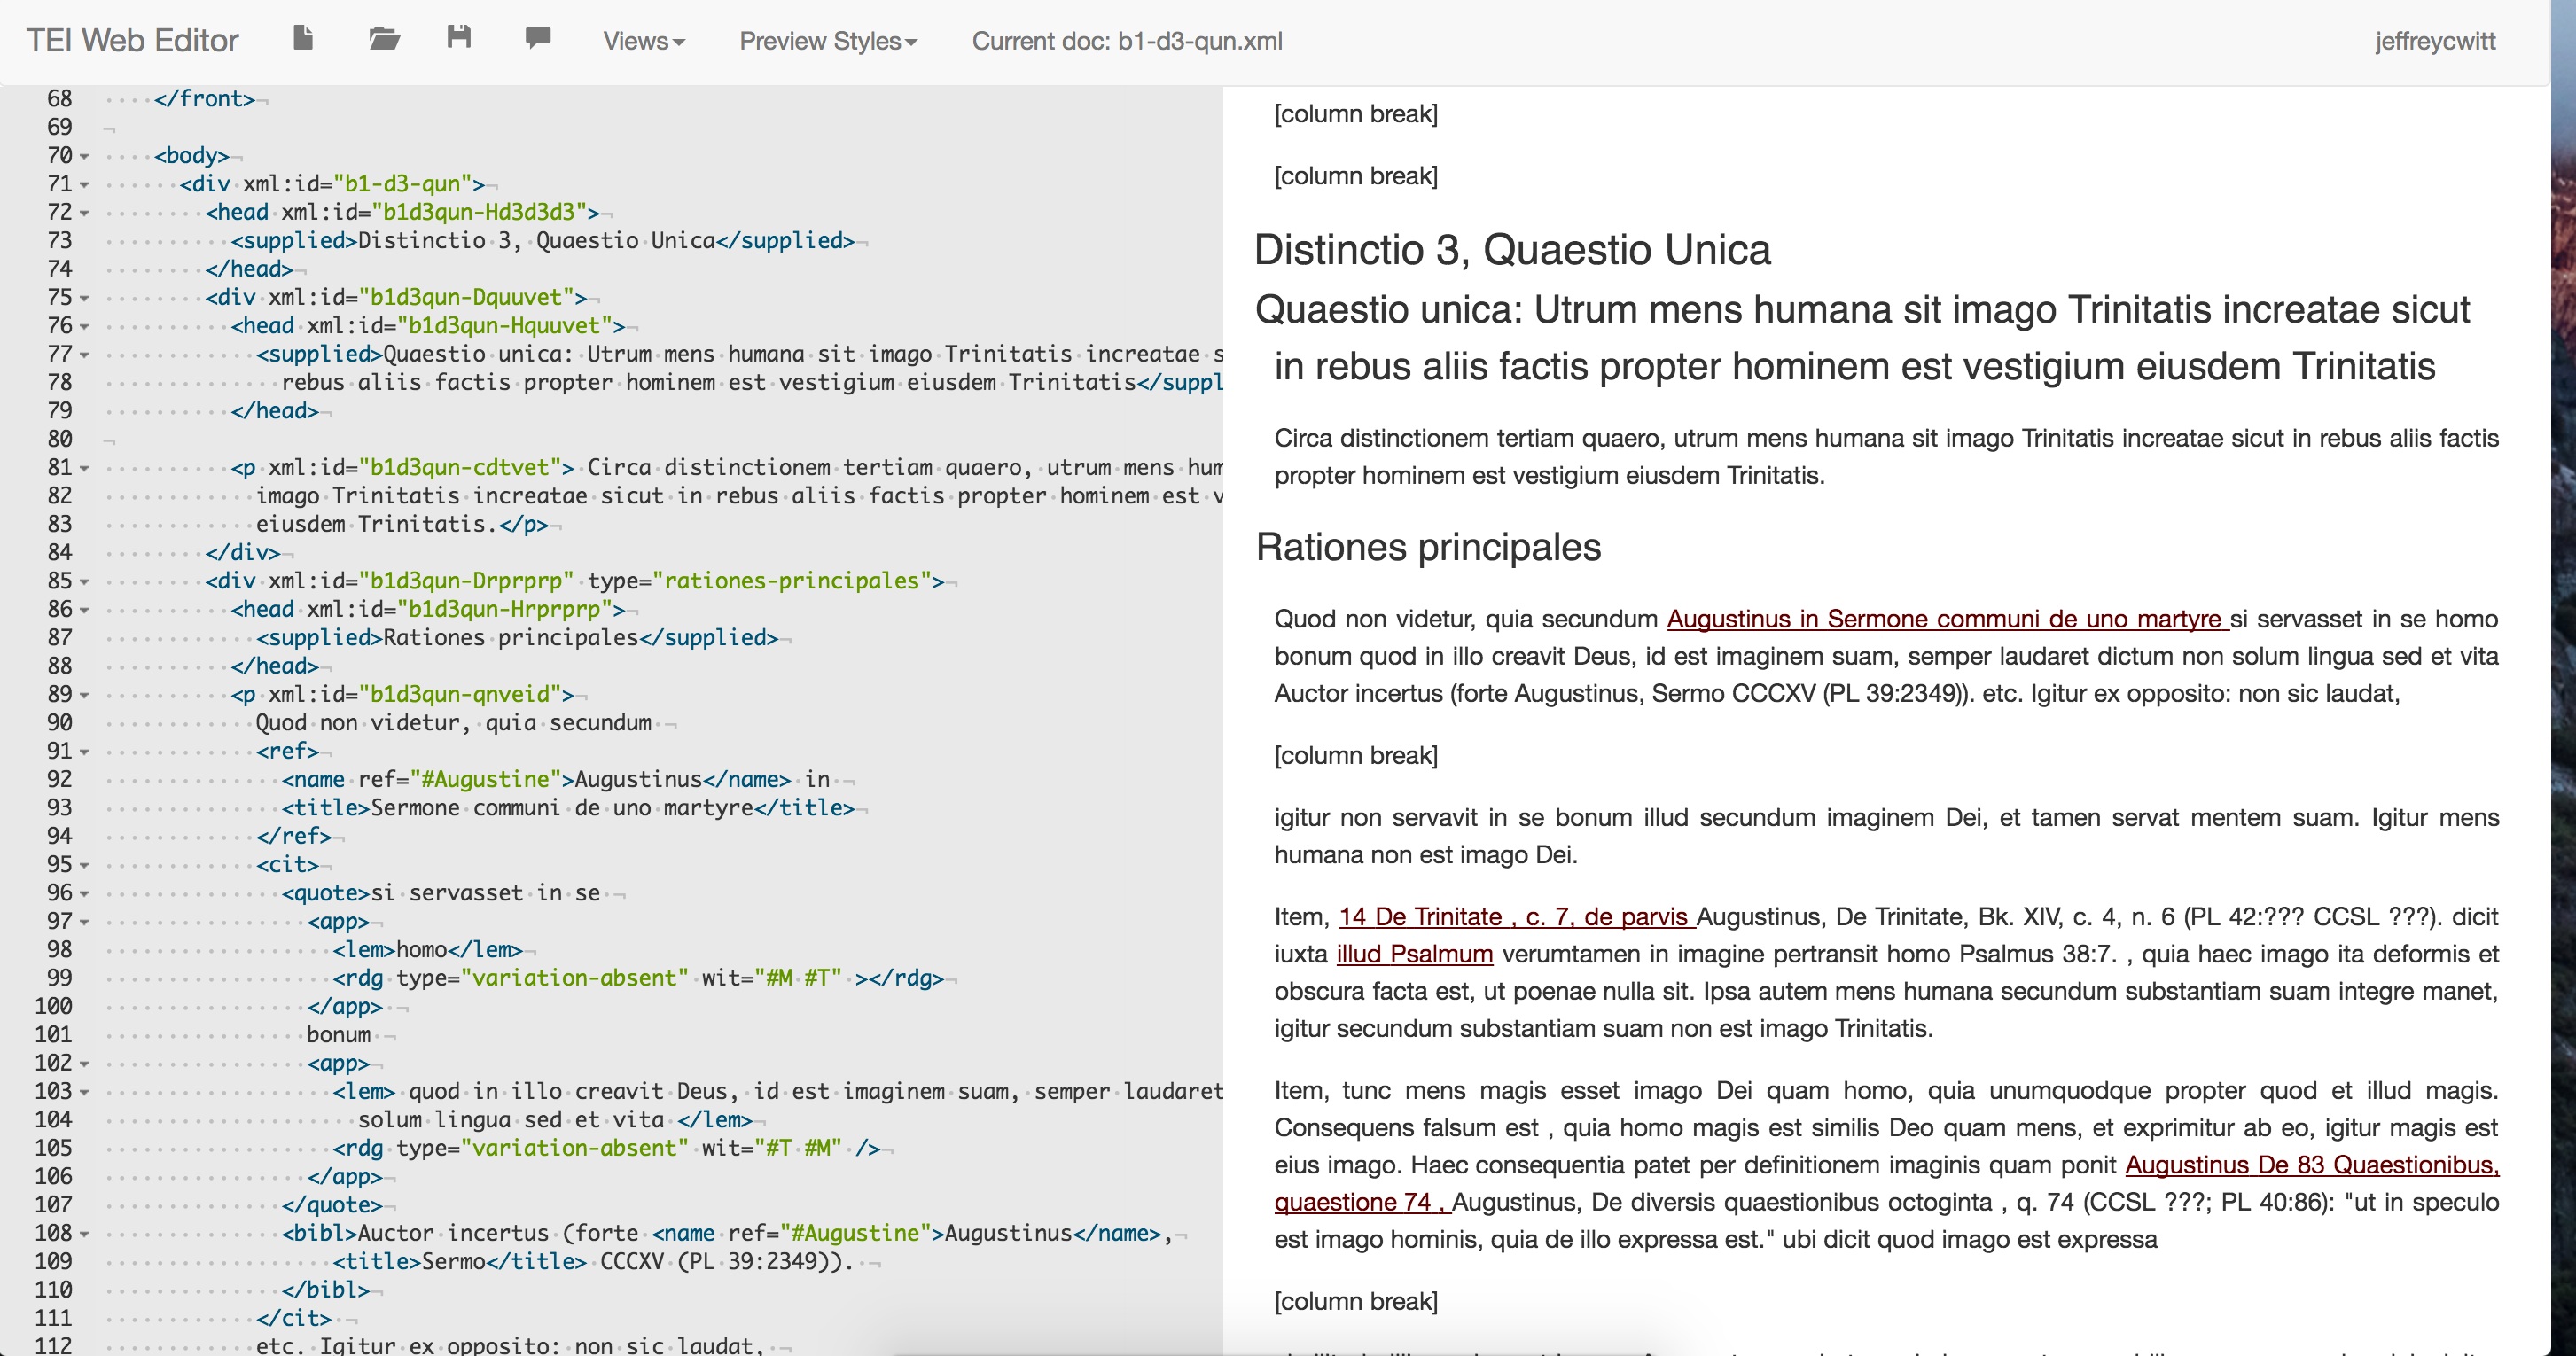 TEI Web Editor Views Preview Styles Current doc: b1-d3-qun.xml jeffreycwitt
68 </front>
69
70 <body>
71 <div xml:id="b1-d3-qun">
72 <head xml:id="b1d3qun-Hd3d3d3">
73 <supplied>Distinctio 3, Quaestio Unica</supplied>
74 </head>
75 <div xml:id="b1d3qun-Dquuvet">
76 <head xml:id="b1d3qun-Hquuvet">
77 <supplied>Quaestio unica: Utrum mens humana sit imago Trinitatis increatae s
78 rebus aliis factis propter hominem est vestigium eiusdem Trinitatis</suppl
79 </head>
80
81 <p xml:id="b1d3qun-cdtvet"> Circa distinctionem tertiam quaero, utrum mens hum
82 imago Trinitatis increatae sicut in rebus aliis factis propter hominem est v
83 eiusdem Trinitatis.</p>
84 </div>
85 <div xml:id="b1d3qun-Drprprp" type="rationes-principales">
86 <head xml:id="b1d3qun-Hrprprp">
87 <supplied>Rationes principales</supplied>
88 </head>
89 <p xml:id="b1d3qun-qnveid">
90 Quod non videtur, quia secundum
91 <ref>
92 <name ref="#Augustine">Augustinus</name> in
93 <title>Sermone communi de uno martyre</title>
94 </ref>
95 <cit>
96 <quote>si servasset in se
97 <app>
98 <lem>homo</lem>
99 <rdg type="variation-absent" wit="#M #T" ></rdg>
100 </app>
101 bonum
102 <app>
103 <lem> quod in illo creavit Deus, id est imaginem suam, semper laudaret
104 solum lingua sed et vita </lem>
105 <rdg type="variation-absent" wit="#T #M" />
106 </app>
107 </quote>
108 <bibl>Auctor incertus (forte <name ref="#Augustine">Augustinus</name>,
109 <title>Sermo</title> CCCXV (PL 39:2349)).
110 </bibl>
111 </cit>
112 etc. Igitur ex opposito: non sic laudat,
[column break]
[column break]
Distinctio 3, Quaestio Unica
Quaestio unica: Utrum mens humana sit imago Trinitatis increatae sicut
in rebus aliis factis propter hominem est vestigium eiusdem Trinitatis
Circa distinctionem tertiam quaero, utrum mens humana sit imago Trinitatis increatae sicut in rebus aliis factis
propter hominem est vestigium eiusdem Trinitatis.
Rationes principales
Quod non videtur, quia secundum Augustinus in Sermone communi de uno martyre si servasset in se homo
bonum quod in illo creavit Deus, id est imaginem suam, semper laudaret dictum non solum lingua sed et vita
Auctor incertus (forte Augustinus, Sermo CCCXV (PL 39:2349)). etc. Igitur ex opposito: non sic laudat,
[column break]
igitur non servavit in se bonum illud secundum imaginem Dei, et tamen servat mentem suam. Igitur mens
humana non est imago Dei.
Item, 14 De Trinitate , c. 7, de parvis Augustinus, De Trinitate, Bk. XIV, c. 4, n. 6 (PL 42:??? CCSL ???). dicit
iuxta illud Psalmum verumtamen in imagine pertransit homo Psalmus 38:7. , quia haec imago ita deformis et
obscura facta est, ut poenae nulla sit. Ipsa autem mens humana secundum substantiam suam integre manet,
igitur secundum substantiam suam non est imago Trinitatis.
Item, tunc mens magis esset imago Dei quam homo, quia unumquodque propter quod et illud magis.
Consequens falsum est , quia homo magis est similis Deo quam mens, et exprimitur ab eo, igitur magis est
eius imago. Haec consequentia patet per definitionem imaginis quam ponit Augustinus De 83 Quaestionibus,
quaestione 74 , Augustinus, De diversis quaestionibus octoginta , q. 74 (CCSL ???; PL 40:86): "ut in speculo
est imago hominis, quia de illo expressa est." ubi dicit quod imago est expressa
[column break]